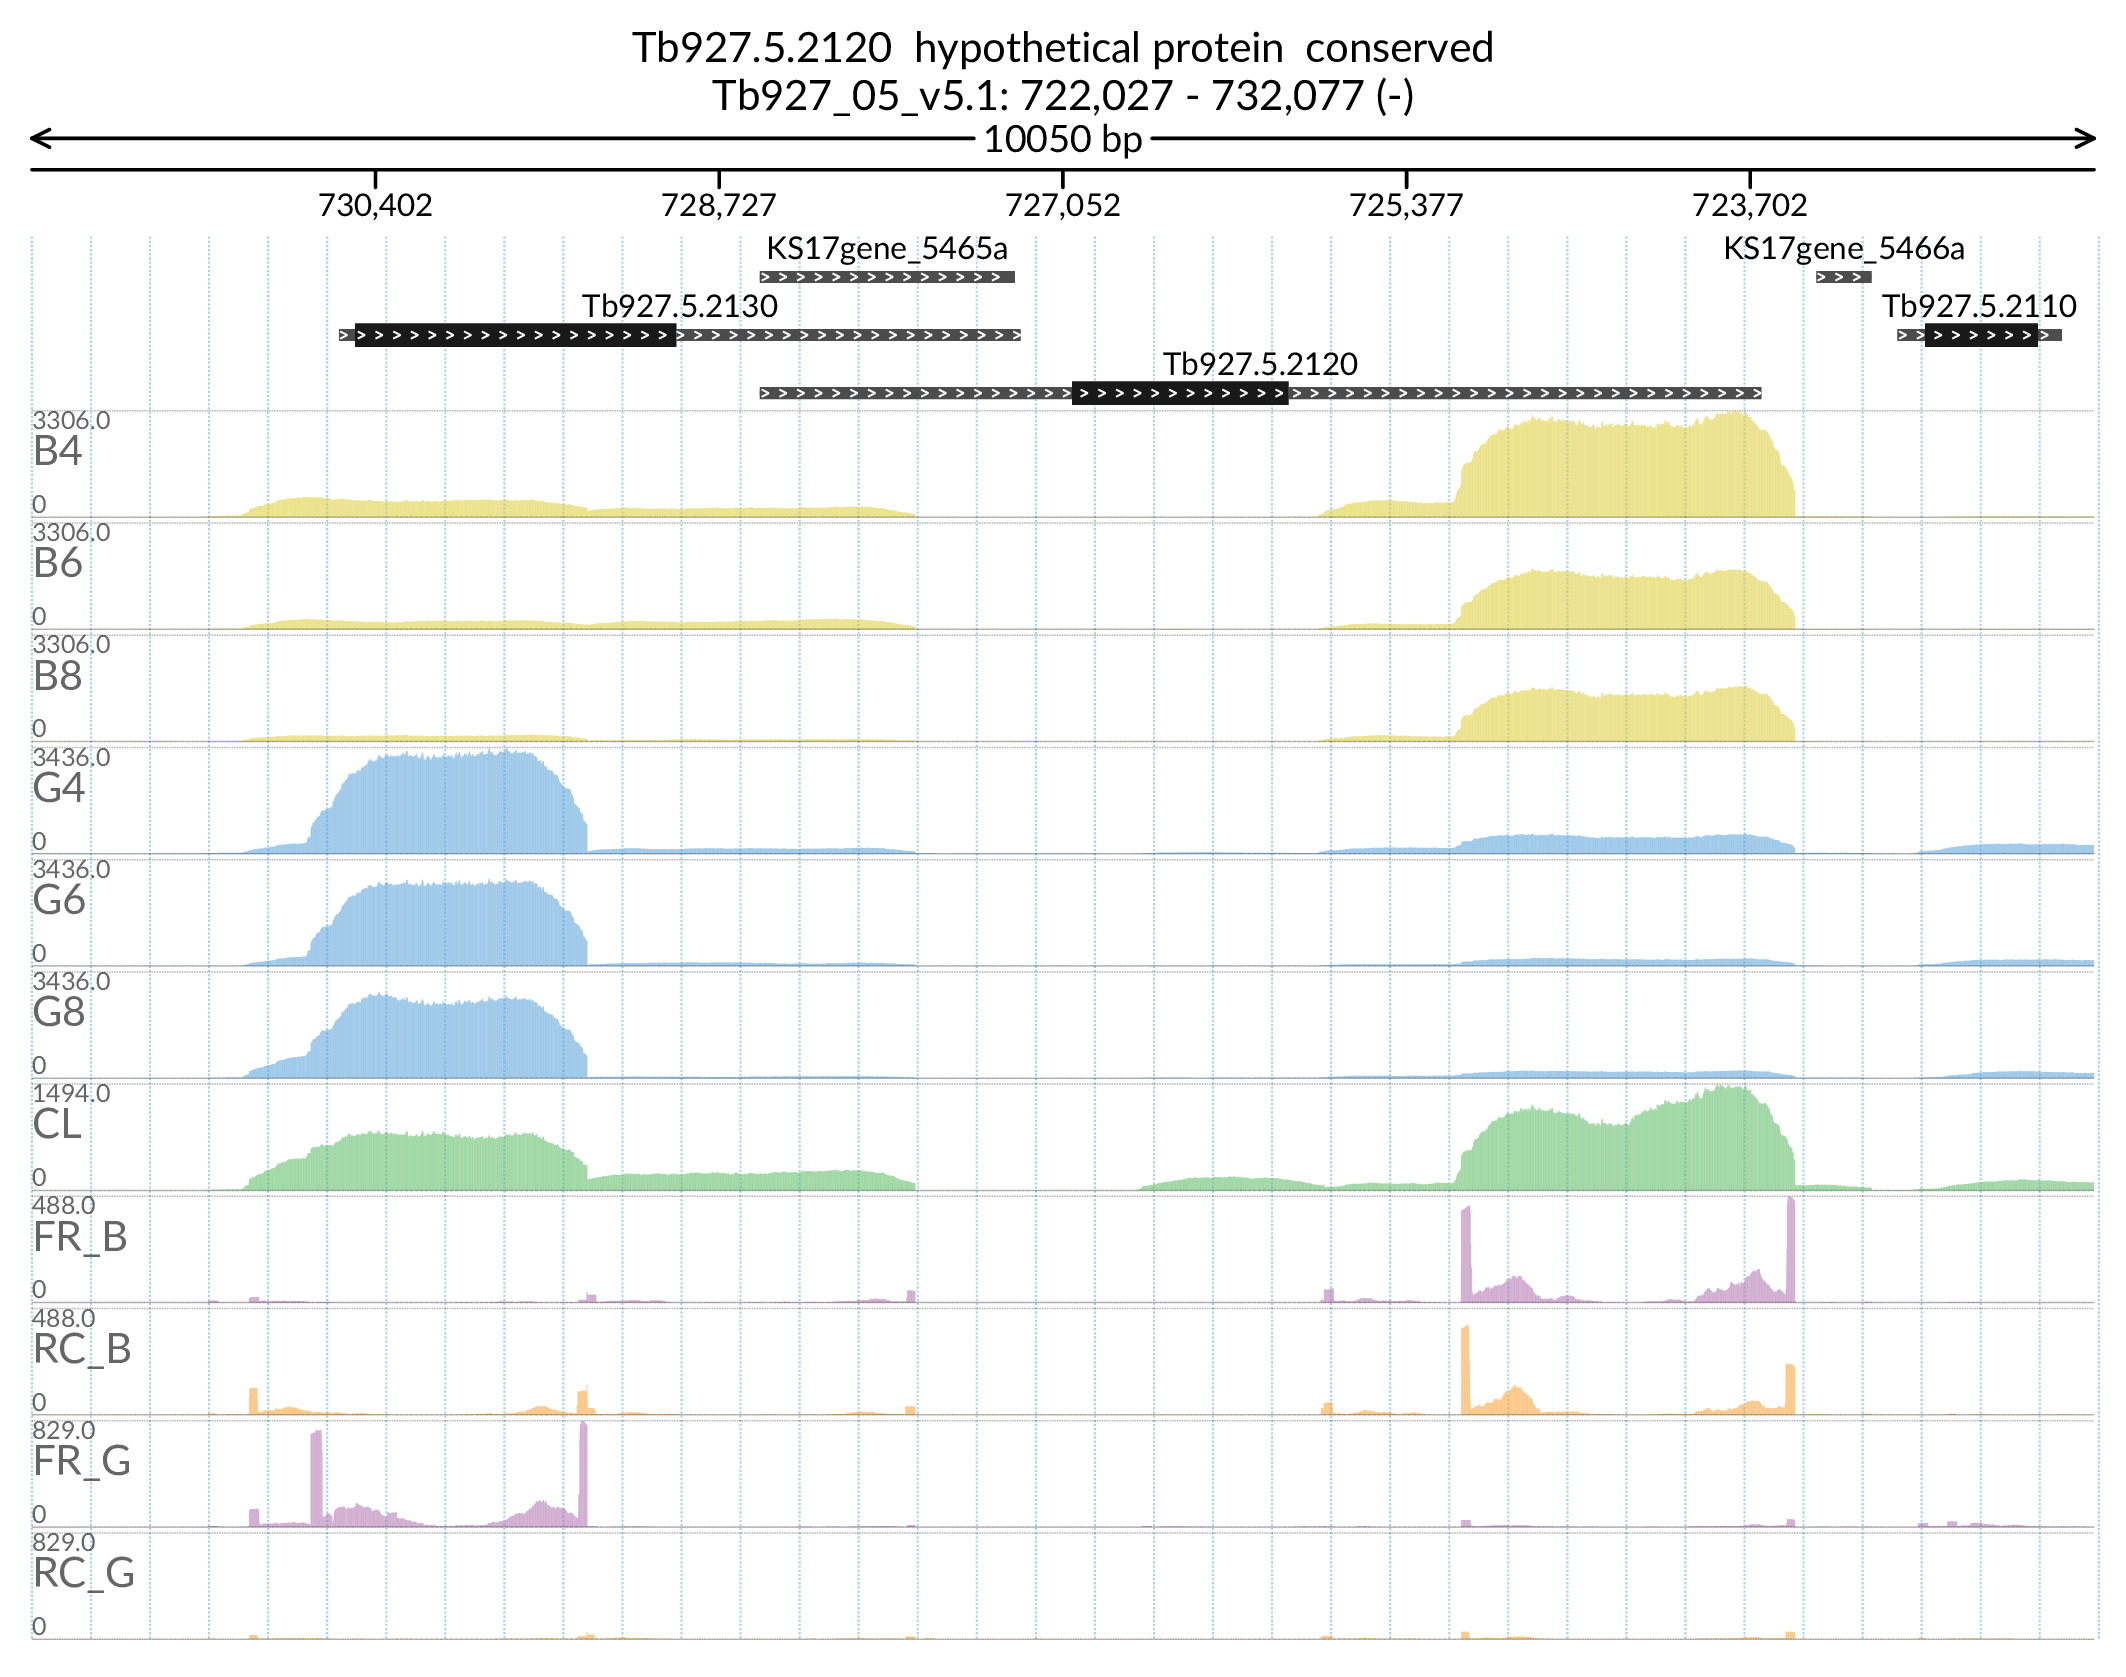 Tb927.5.2120  hypothetical protein  conserved
Tb927_05_v5.1: 722,027 - 732,077 (-)
10050 bp
730,402 728,727 727,052 725,377 723,702
KS17gene_5465a KS17gene_5466a
Tb927.5.2130 Tb927.5.2110
Tb927.5.2120
3306.0
B4
0
3306.0
B6
0
3306.0
B8
0
3436.0
G4
0
3436.0
G6
0
3436.0
G8
0
1494.0
CL
0
488.0
FR_B
0
488.0
RC_B
0
829.0
FR_G
0
829.0
RC_G
0